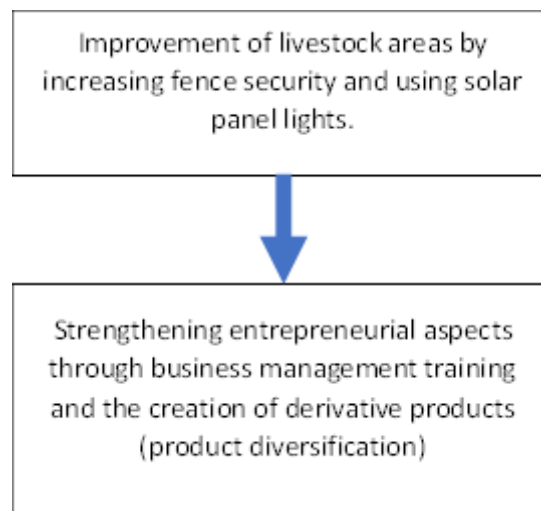 Improvement of livestock areas by
increasing fence security and using solar
panel lights.
Strengthening entrepreneurial aspects
through business management training
and the creation of derivative products
(product diversification)